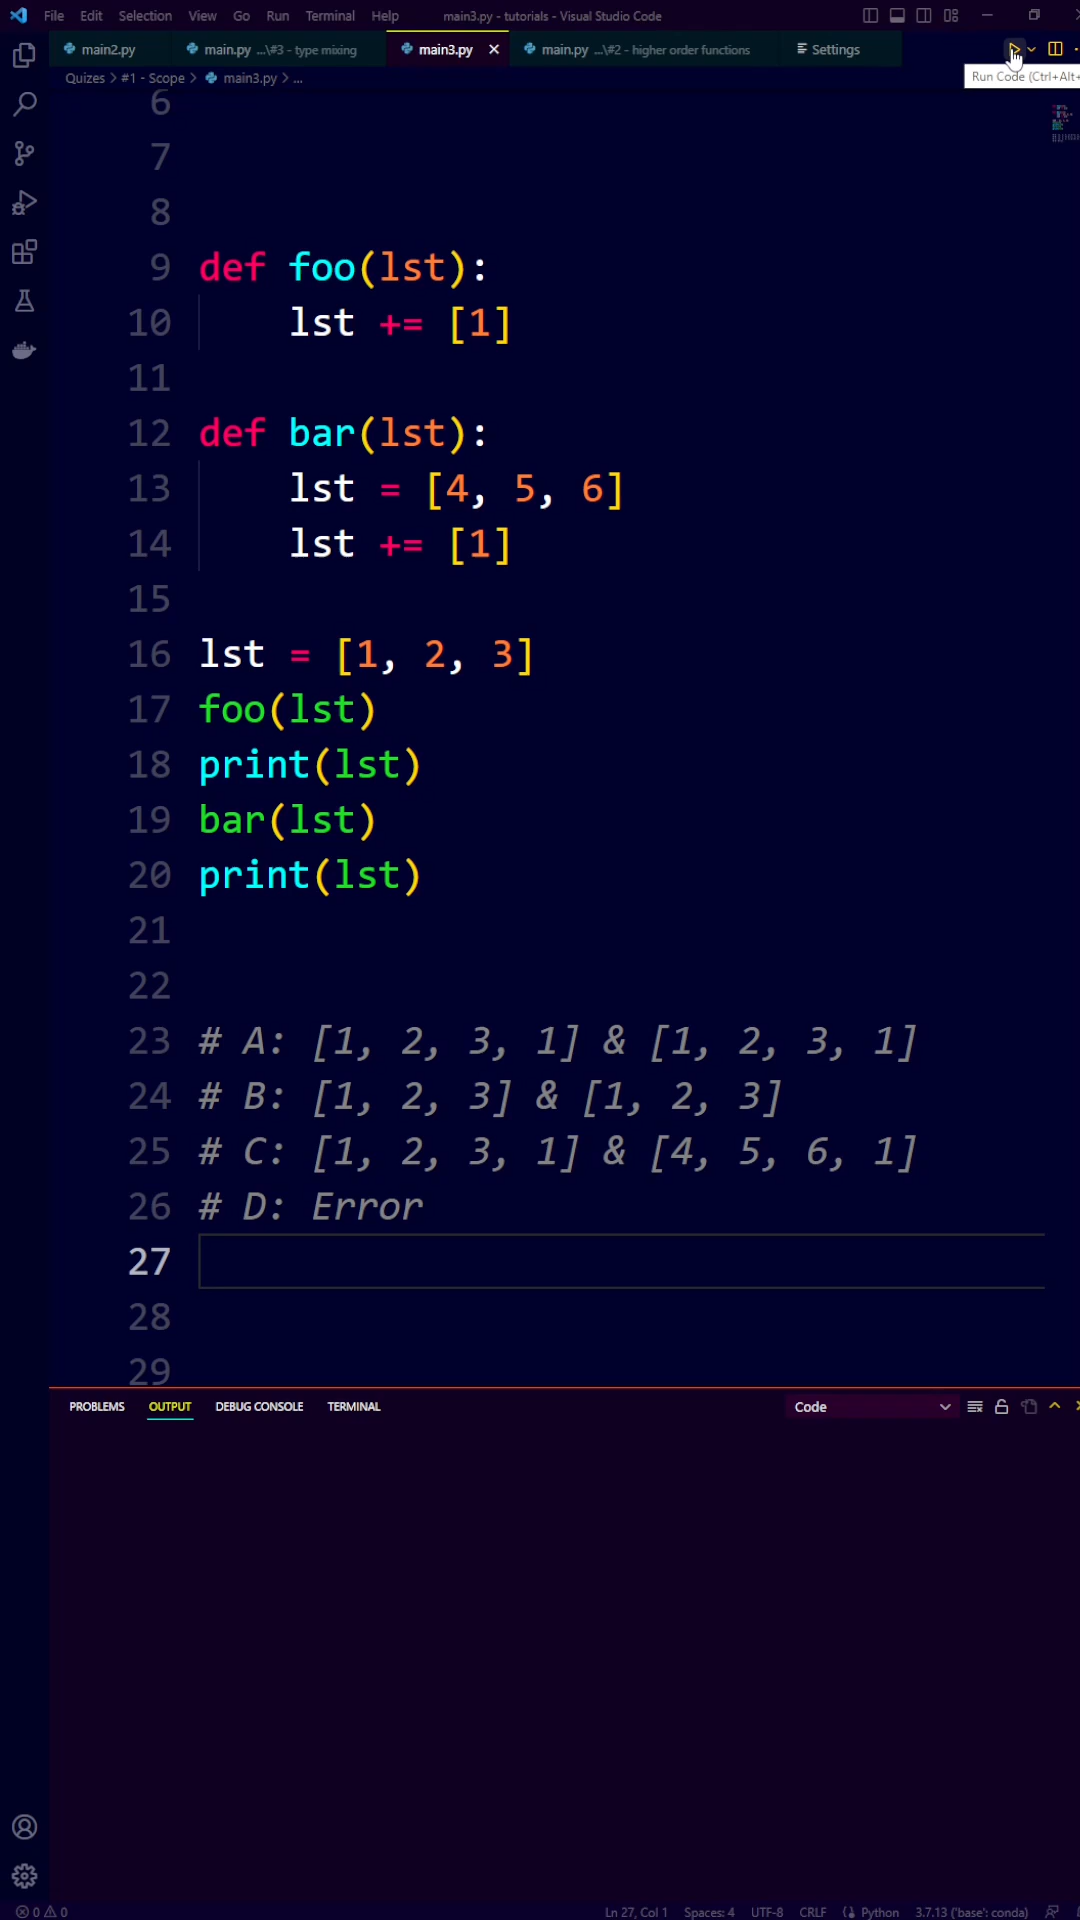 File Edit Selection View Go Run Terminal Help main3.py - tutorials - Visual Studio Code
main2.py main.py ...\#3 - type mixing main3.py main.py ...\#2 - higher order functions Settings
Quizes > #1 - Scope > main3.py > ...
Run Code (Ctrl+Alt+
6
7
8
9 def foo(lst):
10 lst += [1]
11
12 def bar(lst):
13 lst = [4, 5, 6]
14 lst += [1]
15
16 lst = [1, 2, 3]
17 foo(lst)
18 print(lst)
19 bar(lst)
20 print(lst)
21
22
23 # A: [1, 2, 3, 1] & [1, 2, 3, 1]
24 # B: [1, 2, 3] & [1, 2, 3]
25 # C: [1, 2, 3, 1] & [4, 5, 6, 1]
26 # D: Error
27
28
29
PROBLEMS OUTPUT DEBUG CONSOLE TERMINAL Code
0 0 Ln 27, Col 1 Spaces: 4 UTF-8 CRLF Python 3.7.13 ('base': conda)